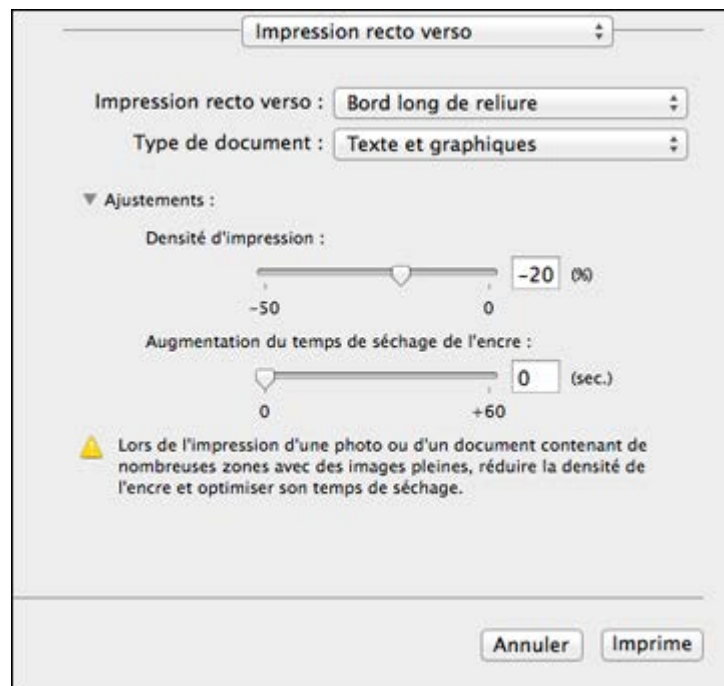 Impression recto verso
Impression recto verso : Bord long de reliure
Type de document : Texte et graphiques
Ajustements :
Densité d'impression :
-20 (%)
-50 0
Augmentation du temps de séchage de l'encre :
0 (sec.)
0 +60
Lors de l'impression d'une photo ou d'un document contenant de
nombreuses zones avec des images pleines, réduire la densité de
l'encre et optimiser son temps de séchage.
Annuler Imprime